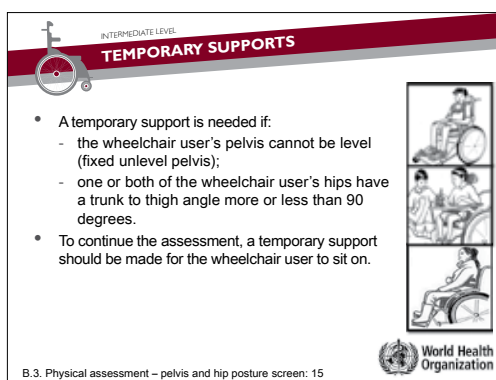 INTERMEDIATE LEVEL
TEMPORARY SUPPORTS
• A temporary support is needed if:
- the wheelchair user's pelvis cannot be level
(fixed unlevel pelvis);
- one or both of the wheelchair user's hips have
a trunk to thigh angle more or less than 90
degrees.
• To continue the assessment, a temporary support
should be made for the wheelchair user to sit on.
World Health
Organization
B.3. Physical assessment – pelvis and hip posture screen: 15